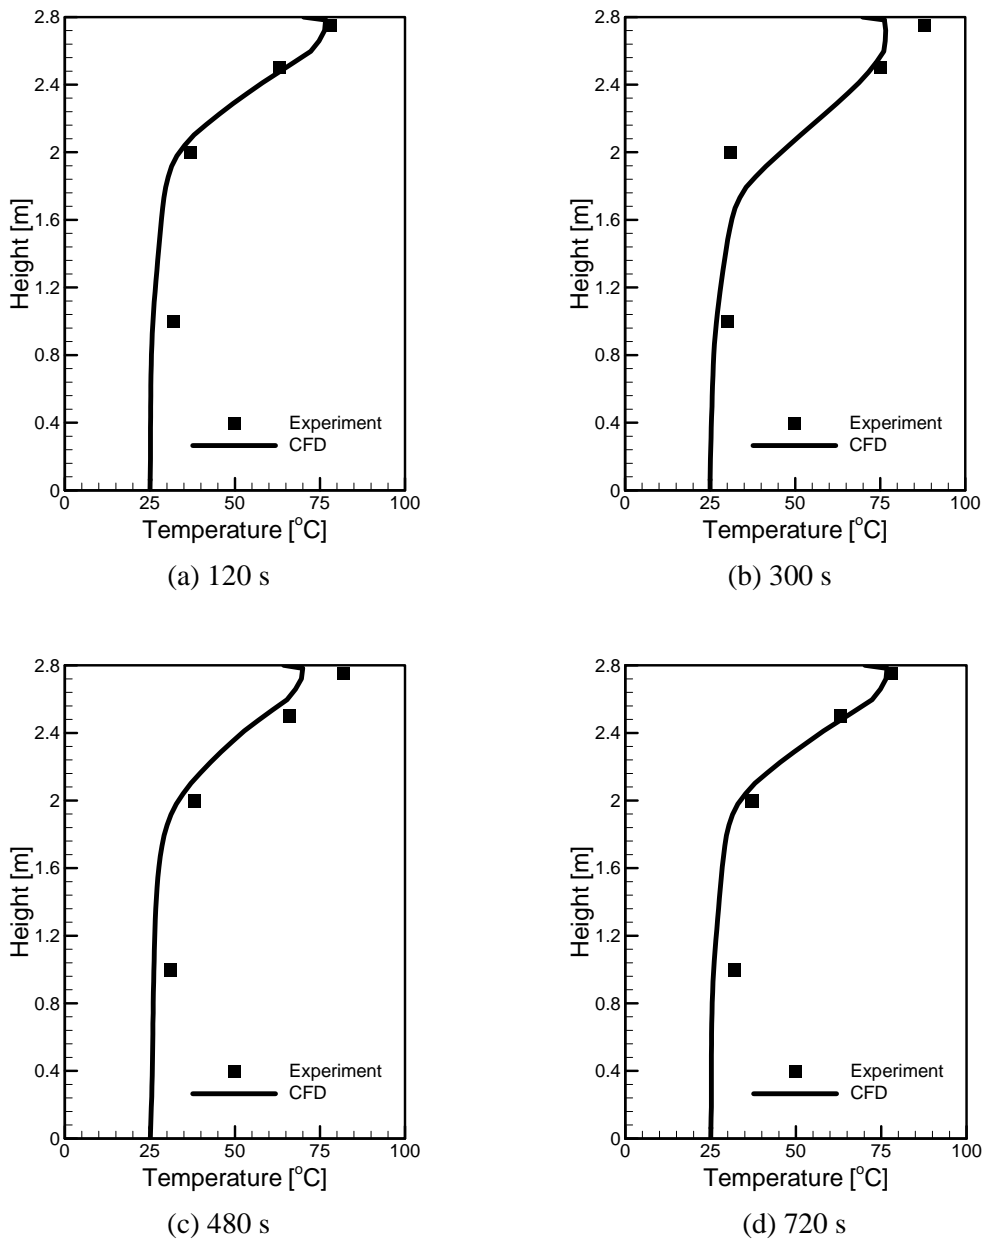 2.8
2.4
2
1.6
1.2
0.8
0.4
0
Height [m]
Experiment
CFD
0 25 50 75 100
Temperature [°C]
(a) 120 s
2.8
2.4
2
1.6
1.2
0.8
0.4
0
Height [m]
Experiment
CFD
0 25 50 75 100
Temperature [°C]
(b) 300 s
2.8
2.4
2
1.6
1.2
0.8
0.4
0
Height [m]
Experiment
CFD
0 25 50 75 100
Temperature [°C]
(c) 480 s
2.8
2.4
2
1.6
1.2
0.8
0.4
0
Height [m]
Experiment
CFD
0 25 50 75 100
Temperature [°C]
(d) 720 s